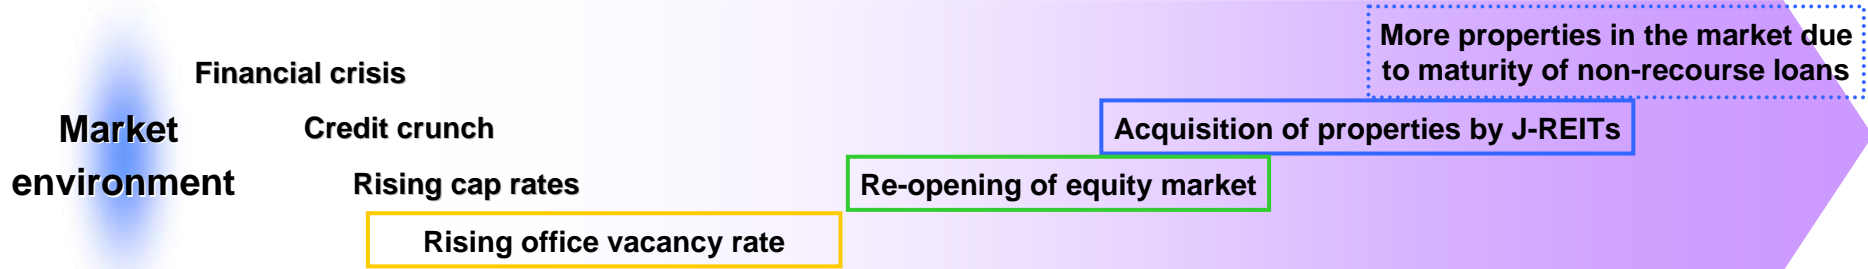 Market
environment
Financial crisis
Credit crunch
Rising cap rates
Rising office vacancy rate
Re-opening of equity market
Acquisition of properties by J-REITs
More properties in the market due
to maturity of non-recourse loans